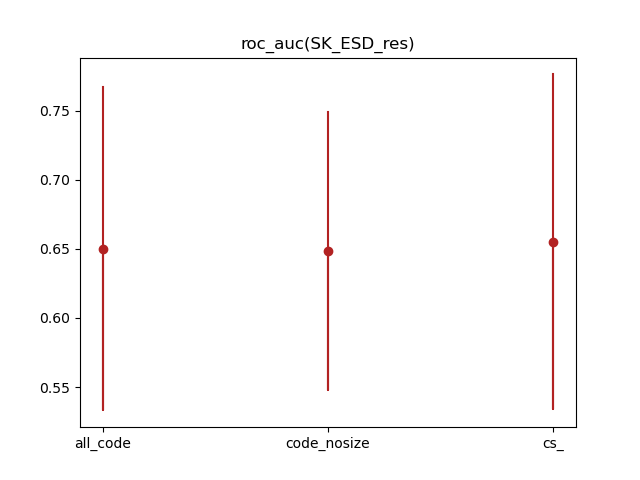 roc_auc(SK_ESD_res)
0.75
0.70
0.65
0.60
0.55
all_code
code_nosize
cs_